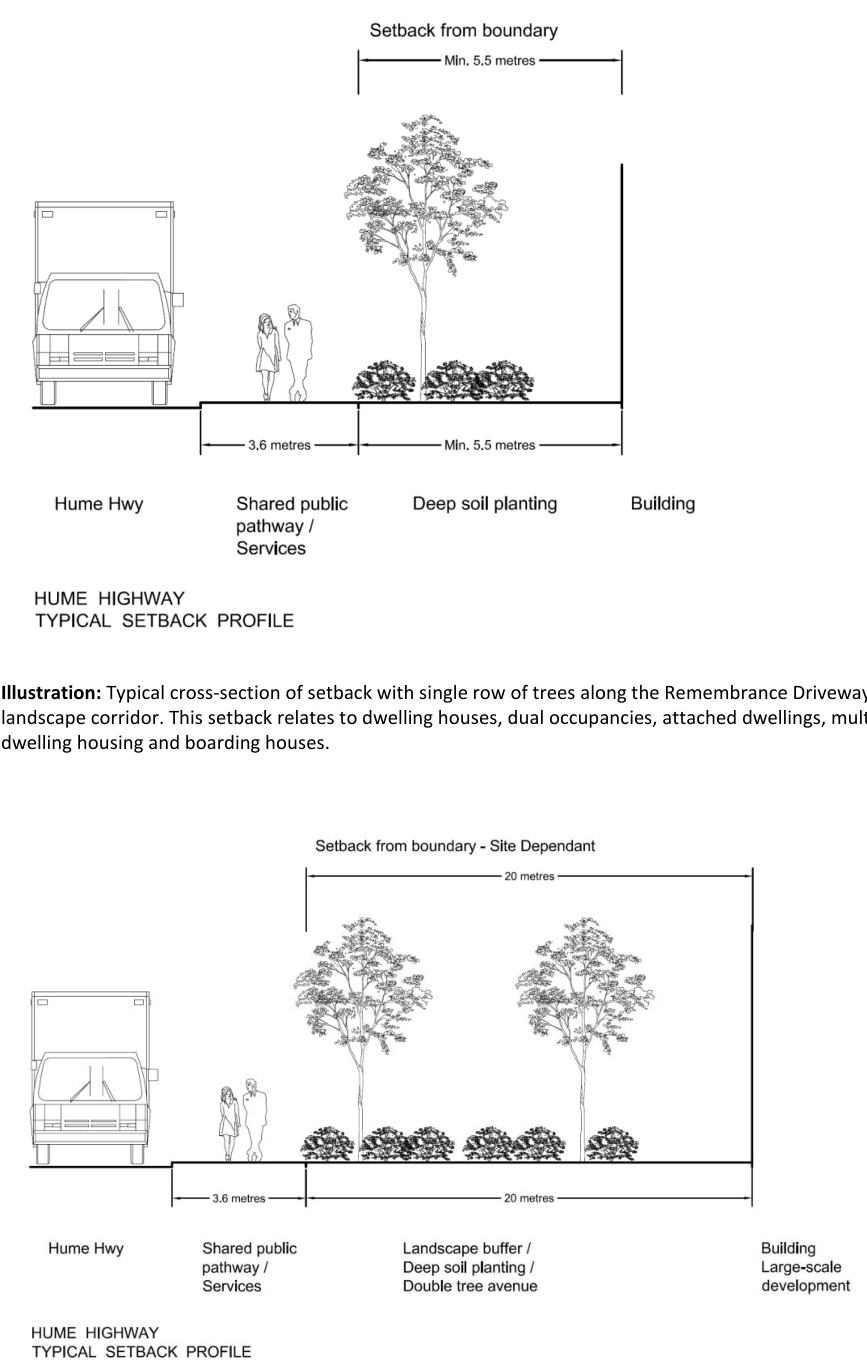 Setback from boundary
Min. 5.5 metres
3.6 metres
Min. 5.5 metres
Hume Hwy
Shared public
pathway /
Services
Deep soil planting
Building
HUME HIGHWAY
TYPICAL SETBACK PROFILE
Illustration: Typical cross-section of setback with single row of trees along the Remembrance Driveway
landscape corridor. This setback relates to dwelling houses, dual occupancies, attached dwellings, mult
dwelling housing and boarding houses.
Setback from boundary - Site Dependant
20 metres
3.6 metres
20 metres
Hume Hwy
Shared public
pathway /
Services
Landscape buffer /
Deep soil planting /
Double tree avenue
Building
Large-scale
development
HUME HIGHWAY
TYPICAL SETBACK PROFILE